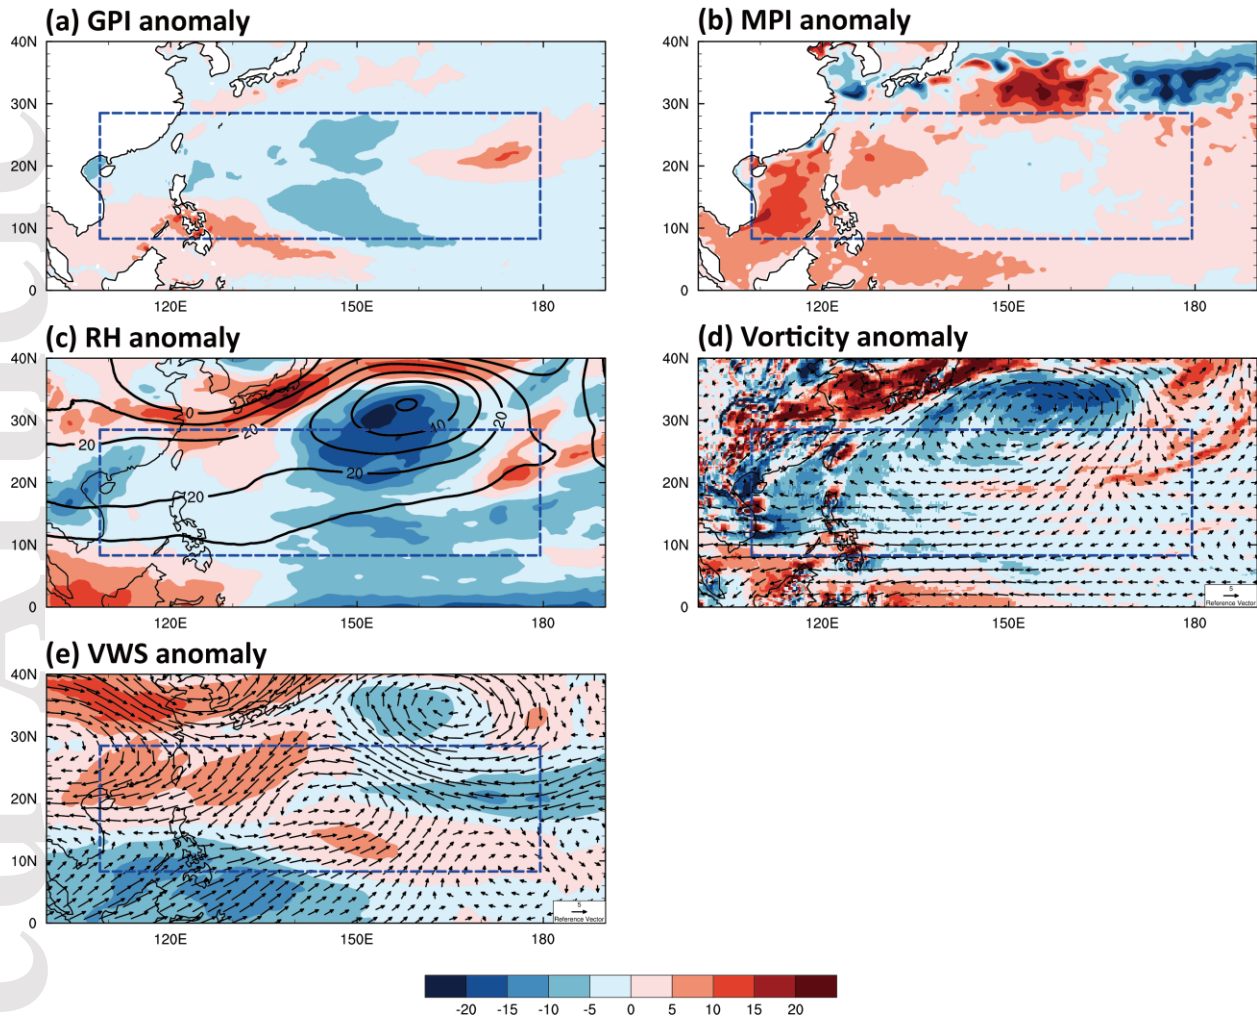 (a) GPI anomaly
(b) MPI anomaly
40N
30N
20N
10N
0
120E
150E
180
40N
30N
20N
10N
0
120E
150E
180
(c) RH anomaly
(d) Vorticity anomaly
40N
30N
20N
10N
0
0
20
20
20
20
10
20
120E
150E
180
40N
30N
20N
10N
0
5
Reference Vector
120E
150E
180
(e) VWS anomaly
40N
30N
20N
10N
0
5
Reference Vector
120E
150E
180
-20 -15 -10 -5 0 5 10 15 20